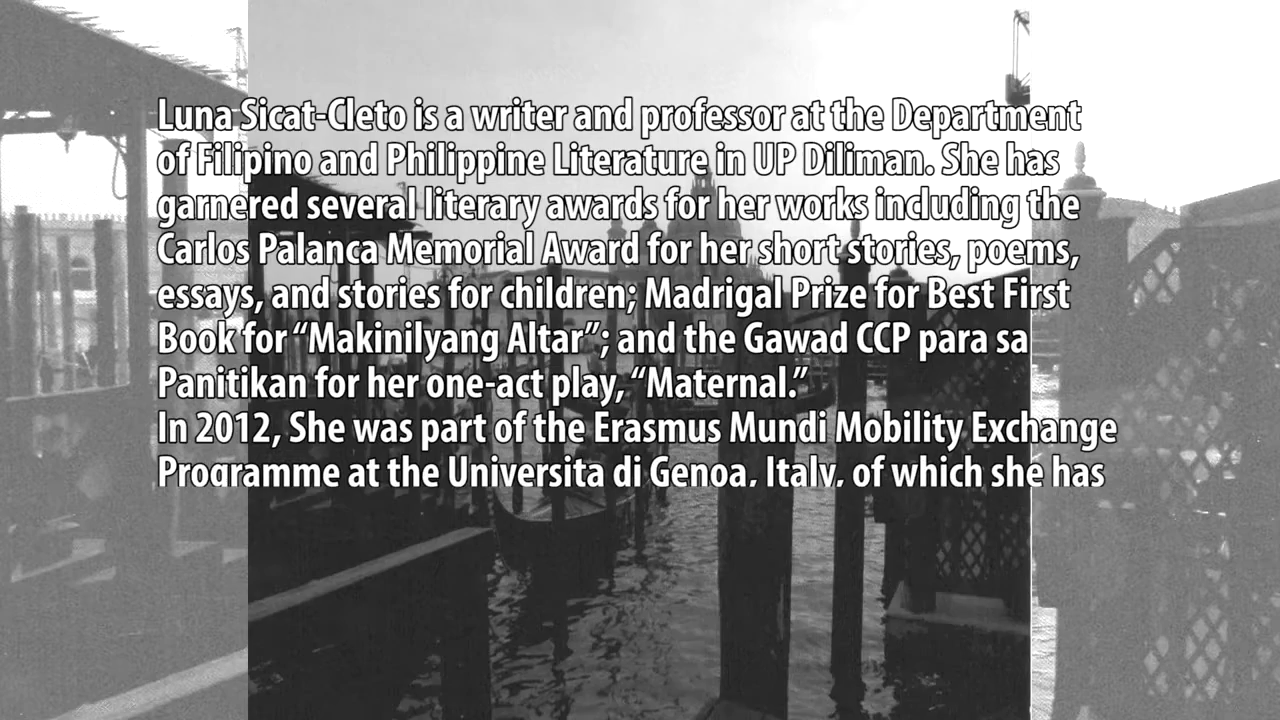 Luna Sicat-Cleto is a writer and professor at the Department
of Filipino and Philippine Literature in UP Diliman. She has
garnered several literary awards for her works including the
Carlos Palanca Memorial Award for her short stories, poems,
essays, and stories for children; Madrigal Prize for Best First
Book for “Makinilyang Altar”; and the Gawad CCP para sa
Panitikan for her one-act play, “Maternal.”
In 2012, She was part of the Erasmus Mundi Mobility Exchange
Programme at the Universita di Genoa, Italy, of which she has